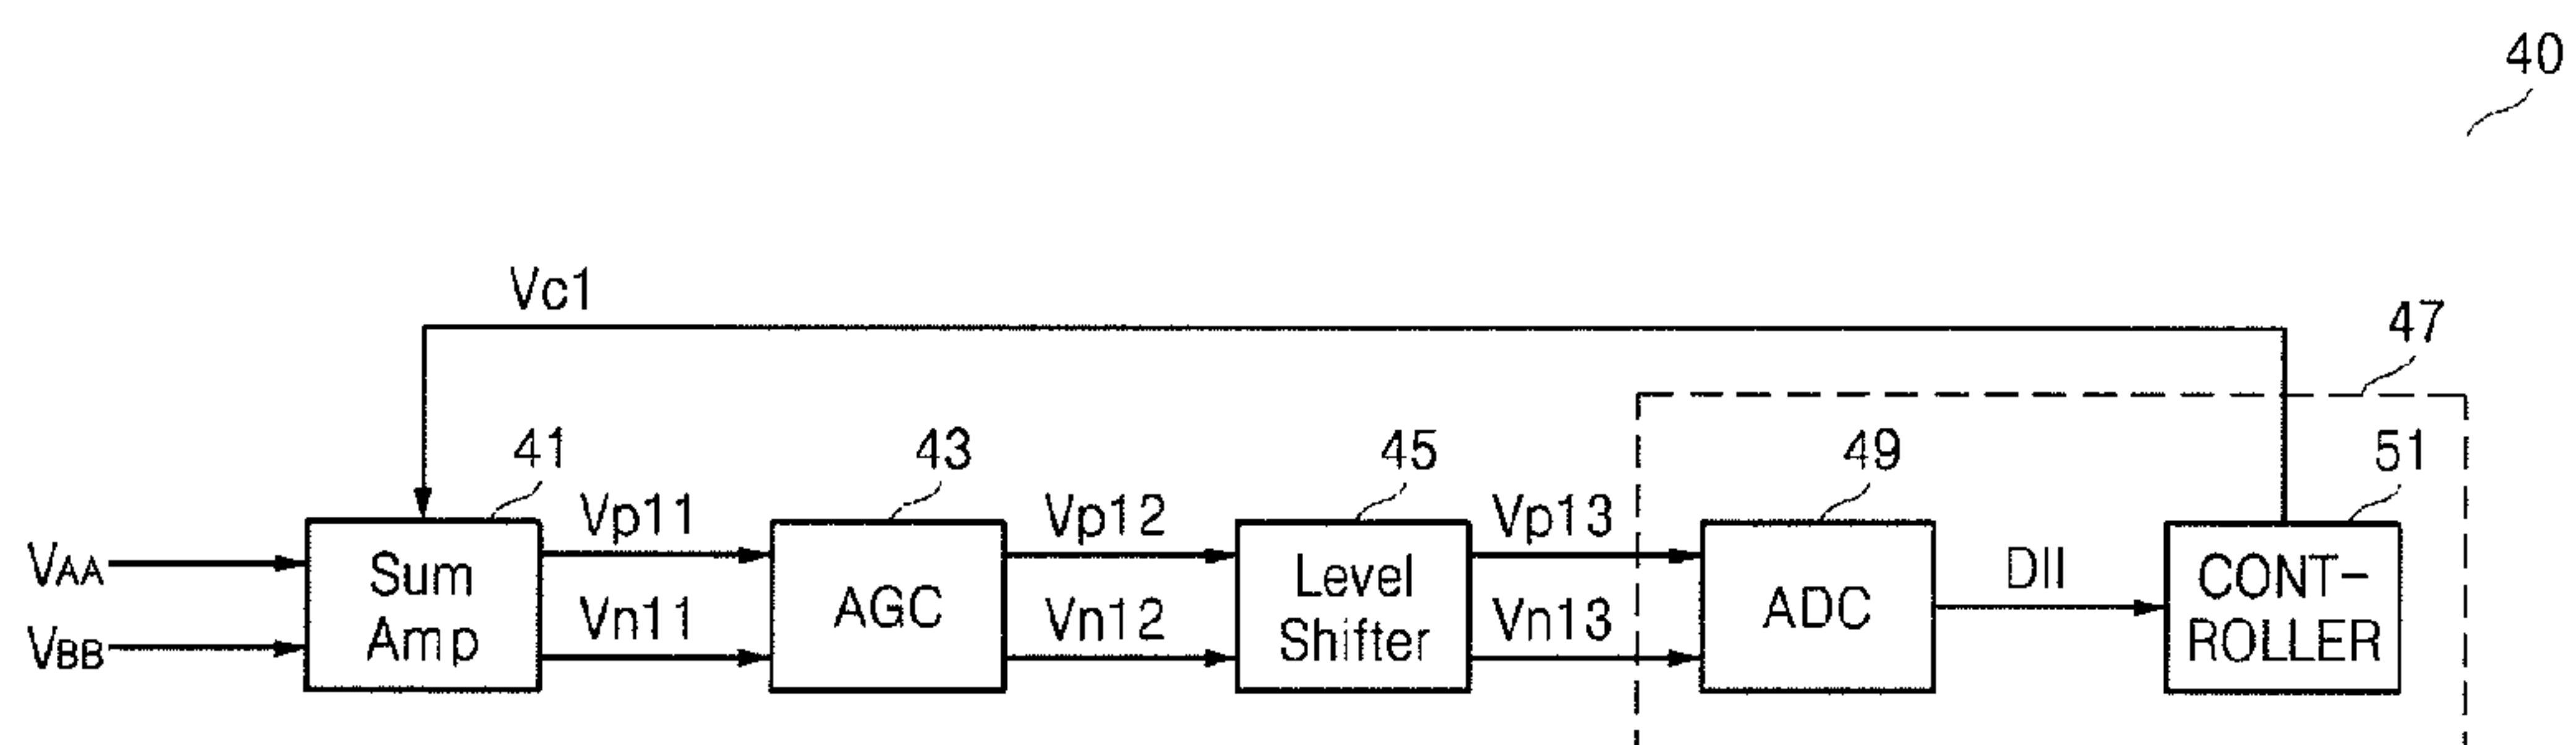 40
Vc1
47
41
43
45
49
51
Vp11
Vp12
Vp13
VAA
VBB
Sum
Amp
Vn11
AGC
Vn12
Level
Shifter
Vn13
ADC
DII
CONT-
ROLLER